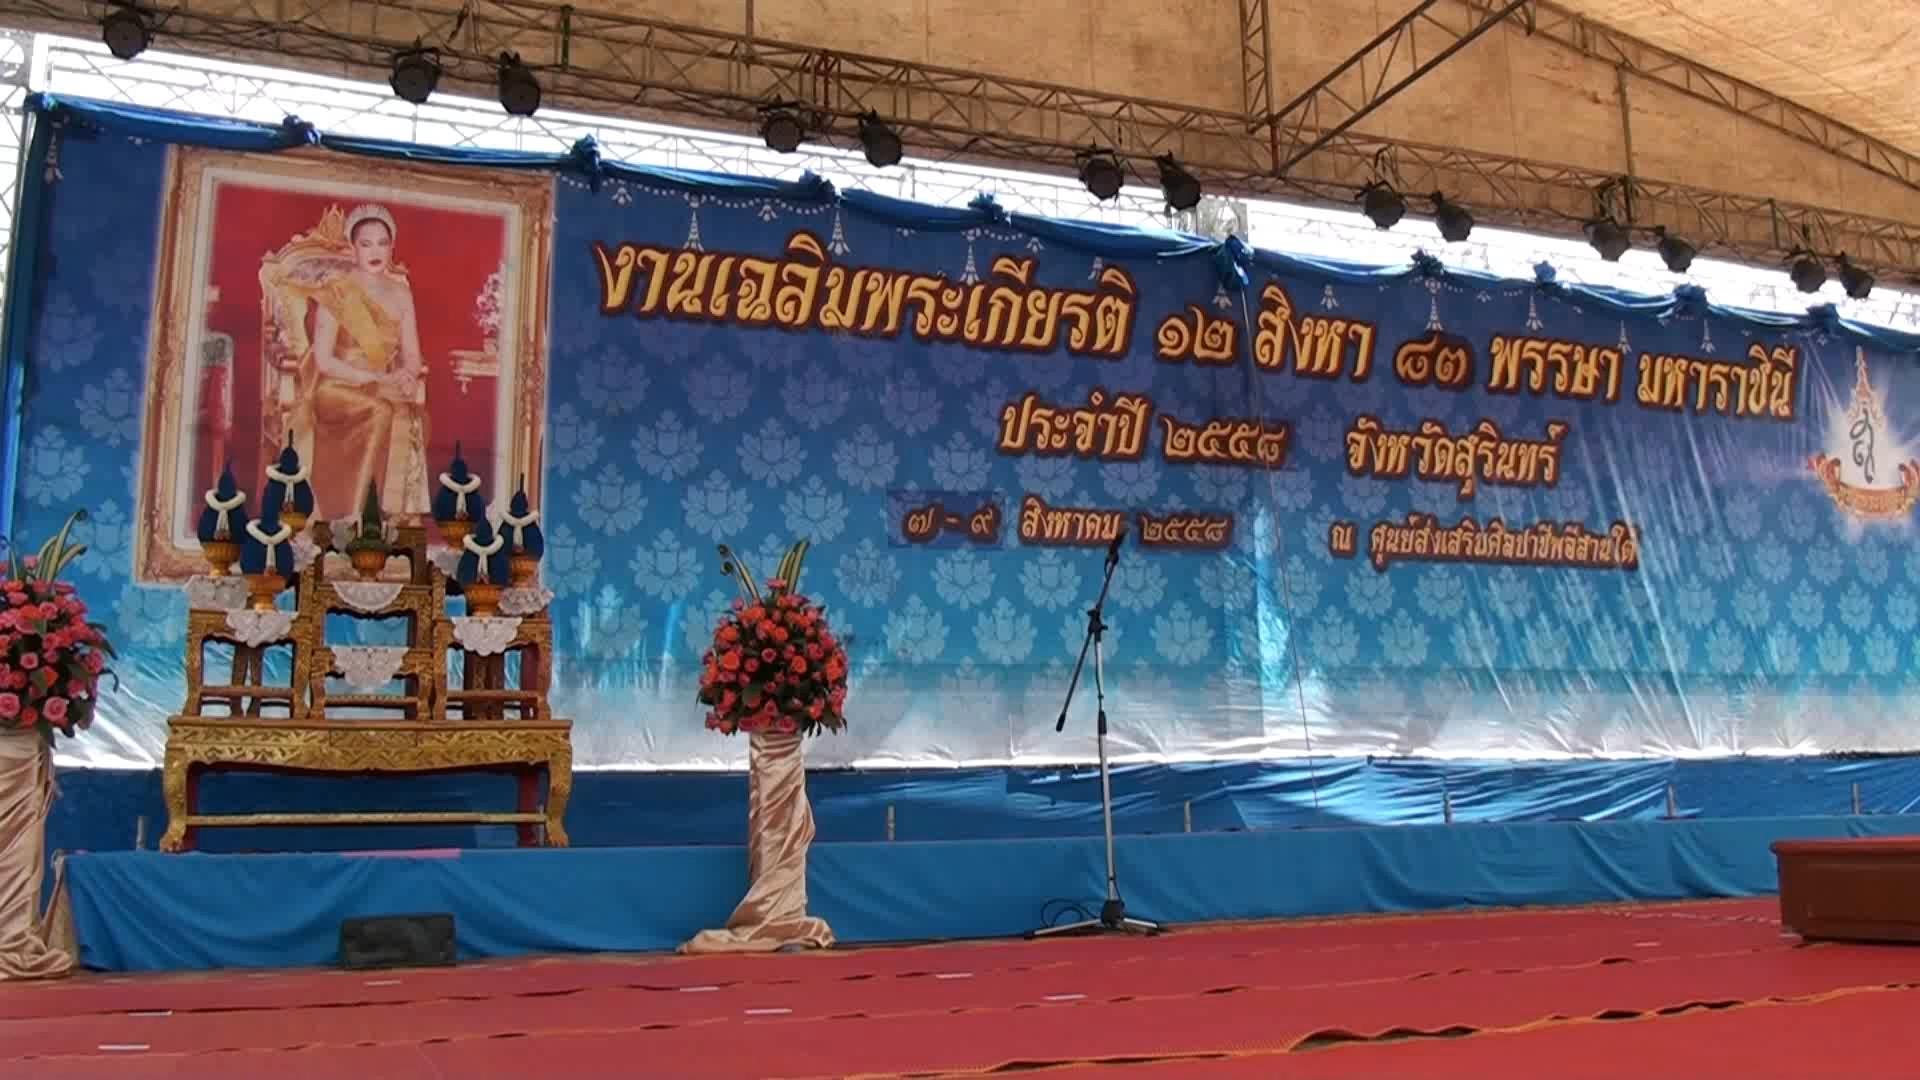 งานเฉลิมพระเกียรติ ๑๒ สิงหา ๘๓ พรรษา มหาราชินี
ประจำปี ๒๕๕๘ จังหวัดสุรินทร์
๗ - ๙ สิงหาคม ๒๕๕๘ ณ ศูนย์ส่งเสริมศิลปาชีพอีสานใต้